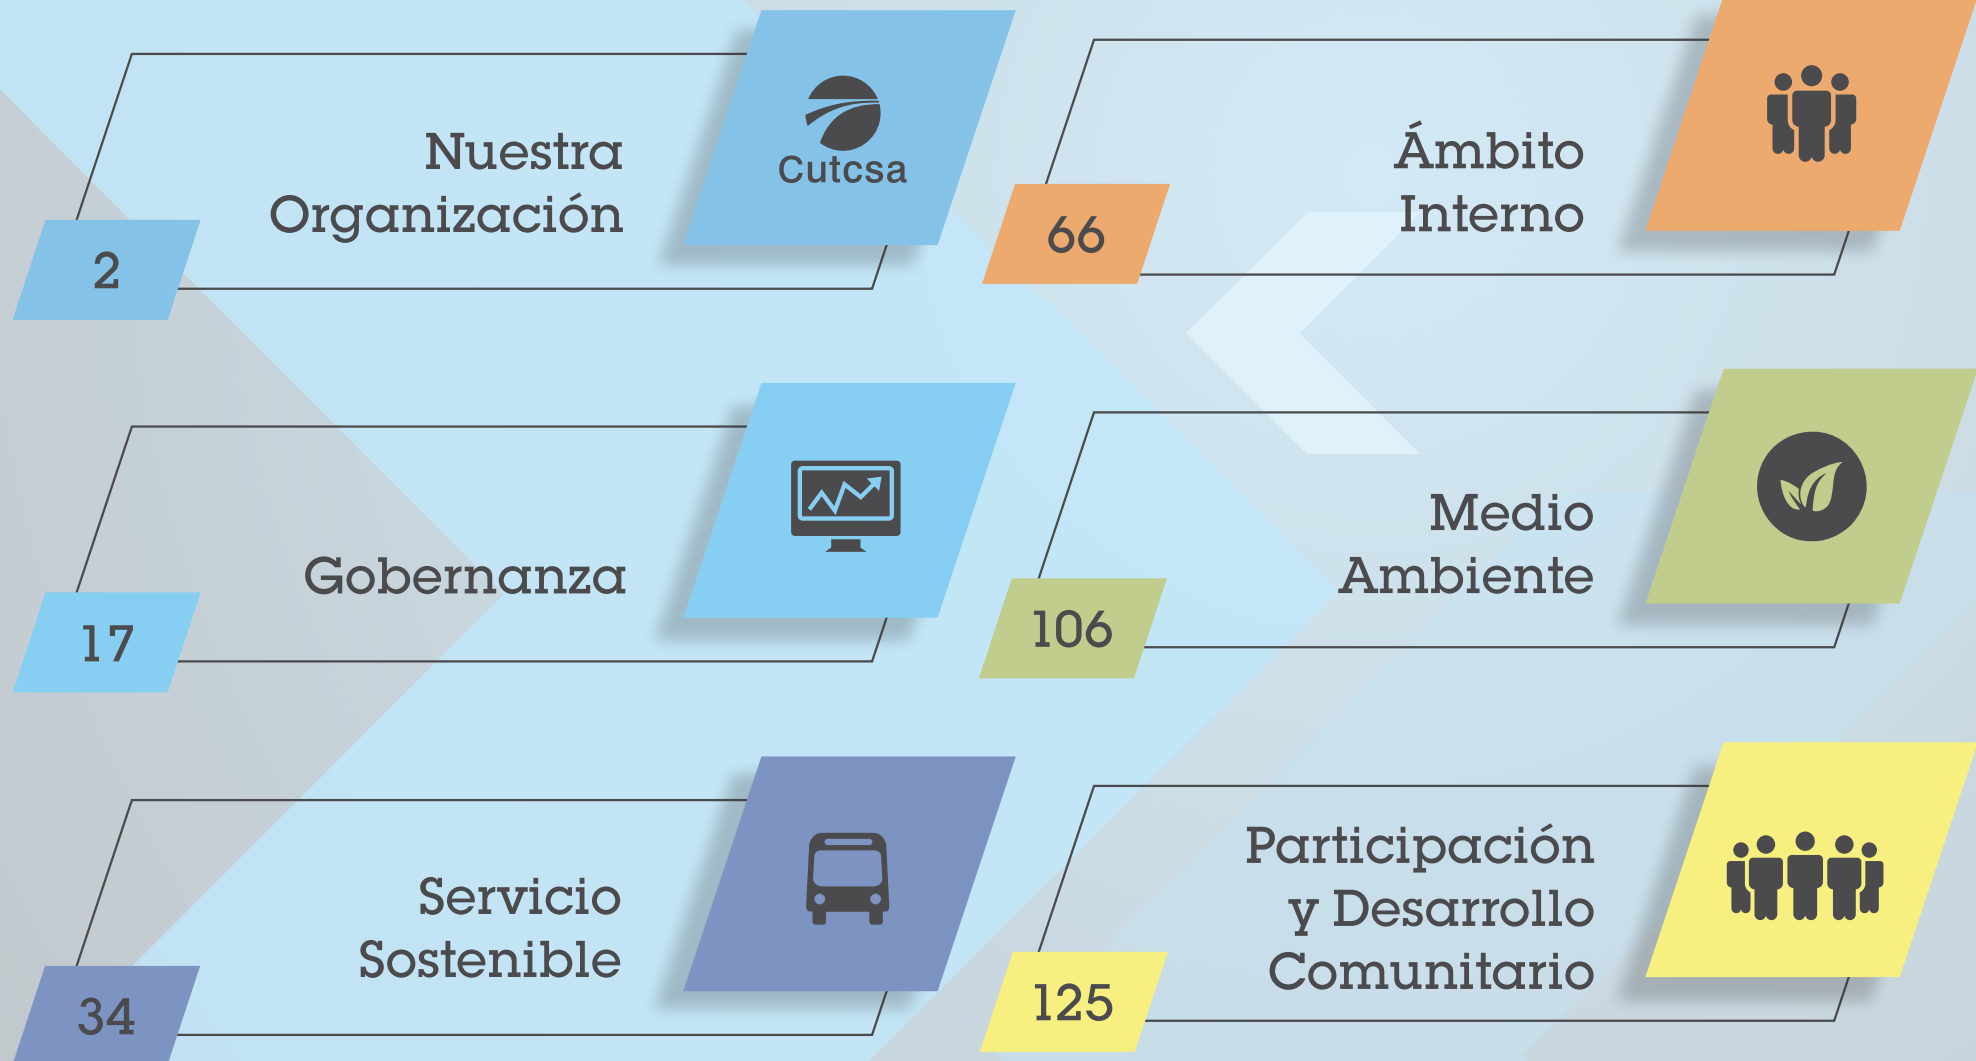 Cutcsa
Nuestra
Organización
2
Gobernanza
17
Servicio
Sostenible
34
Ámbito
Interno
66
Medio
Ambiente
106
Participación
y Desarrollo
Comunitario
125